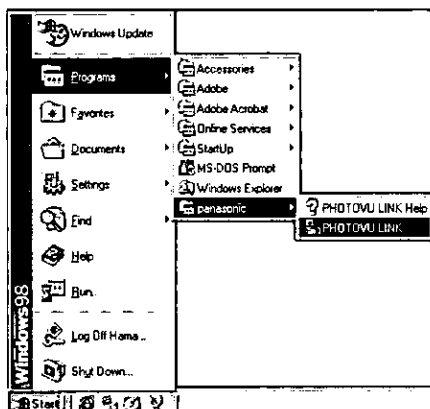 Windows Update
Programs
Favorites
Documents
Settings
Find
Help
Run...
Log Off Hama...
Shut Down...
Windows98
Start
Accessories
Adobe
Adobe Acrobat
Online Services
StartUp
MS-DOS Prompt
Windows Explorer
panasonic
PHOTOVU LINK Help
PHOTOVU LINK